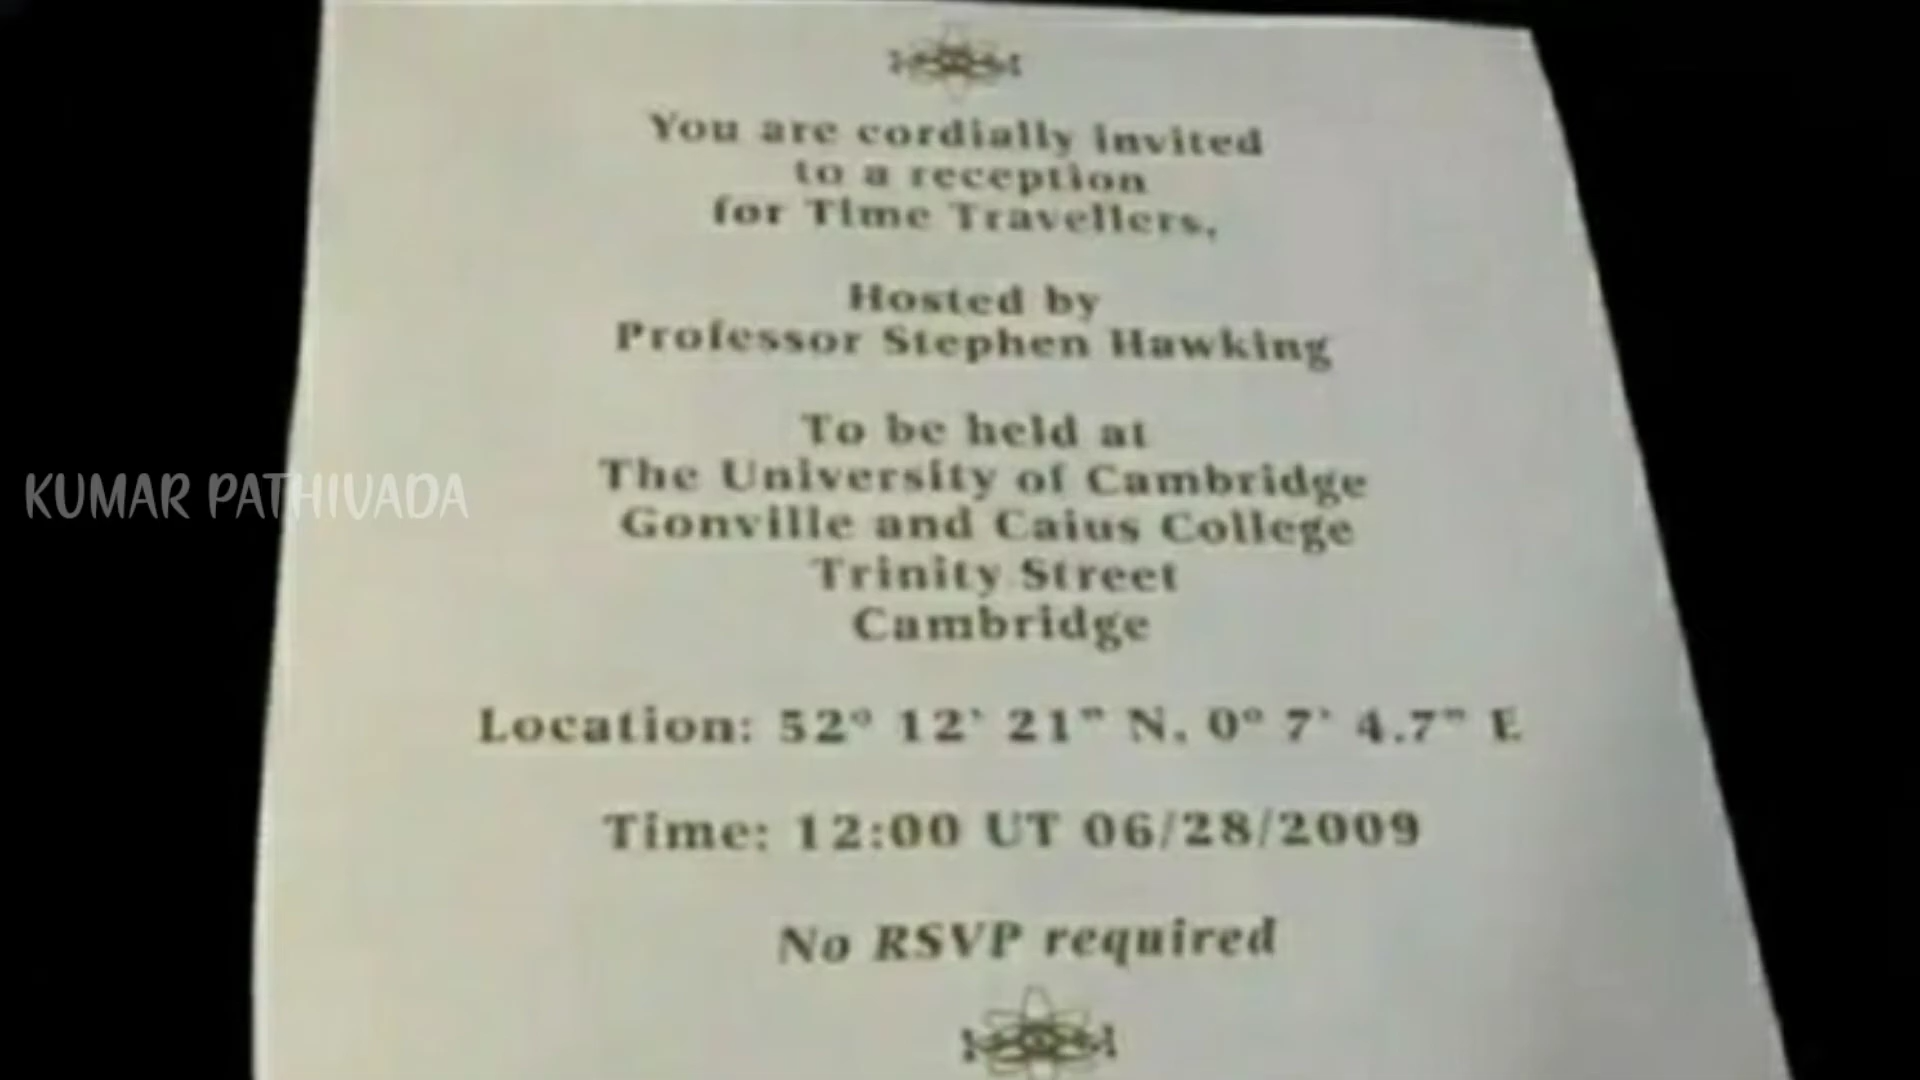 You are cordially invited
to a reception
for Time Travellers,
Hosted by
Professor Stephen Hawking
To be held at
The University of Cambridge
Gonville and Caius College
Trinity Street
Cambridge
Location: 52° 12' 21" N, 0° 7' 4.7" E
Time: 12:00 UT 06/28/2009
No RSVP required
KUMAR PATHIVADA